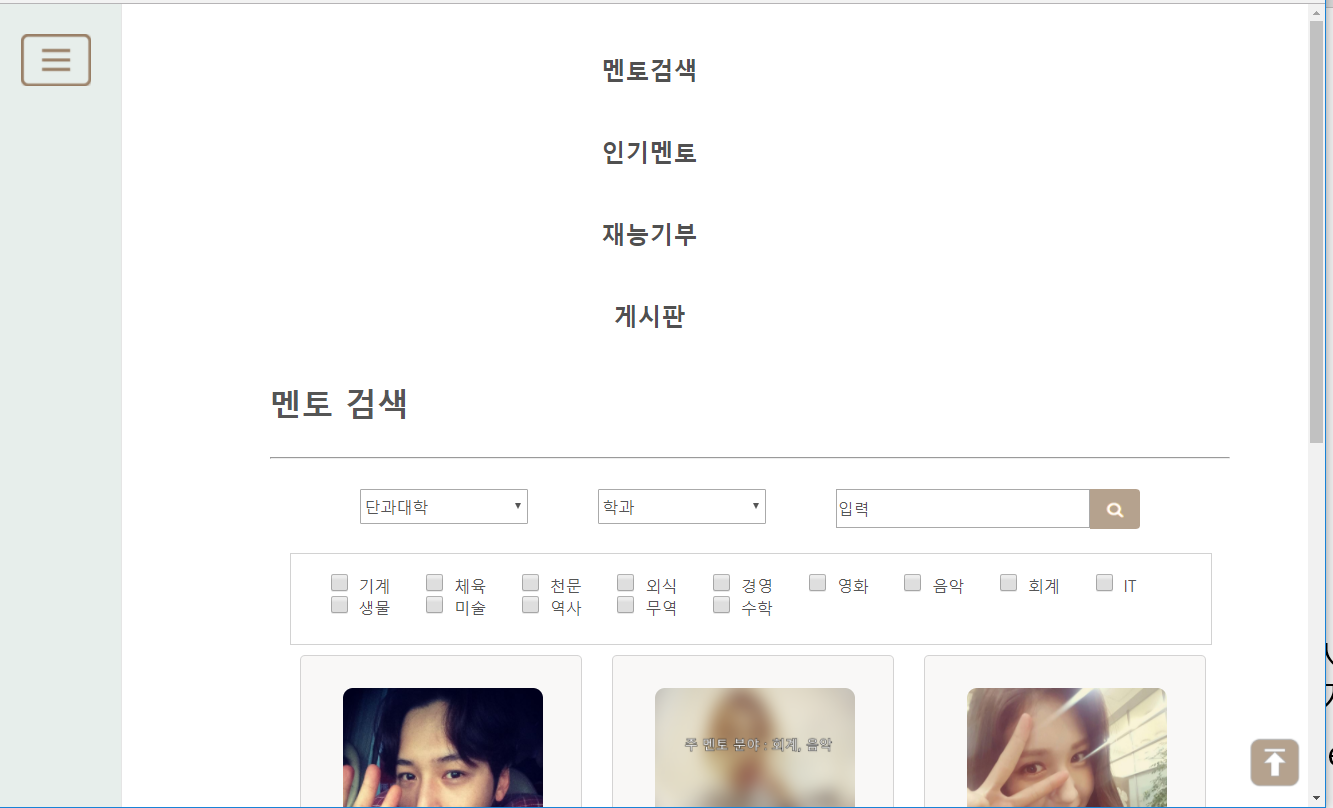 멘토검색
인기멘토
재능기부
게시판
멘토 검색
단과대학 학과 입력
기계 체육 천문 외식 경영 영화 음악 회계 IT
생물 미술 역사 무역 수학
주 멘토 분야 : 회계, 음악